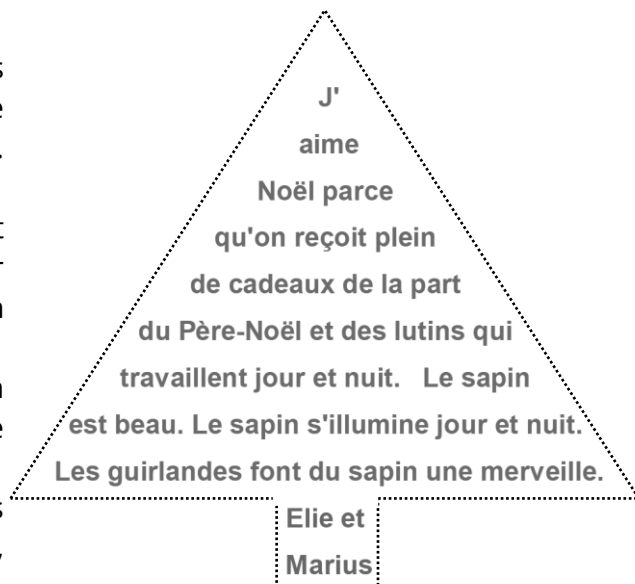 J'
aime
Noël parce
qu'on reçoit plein
de cadeaux de la part
du Père-Noël et des lutins qui
travaillent jour et nuit.   Le sapin
est beau. Le sapin s'illumine jour et nuit.
Les guirlandes font du sapin une merveille.
Elie et
Marius